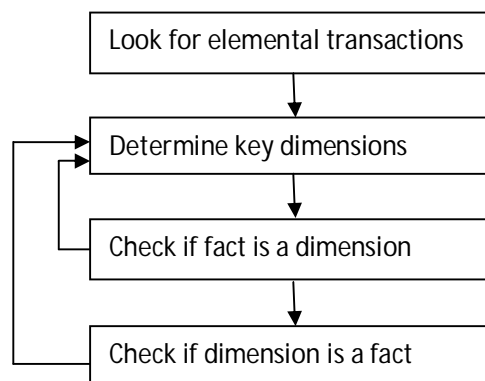 Look for elemental transactions
Determine key dimensions
Check if fact is a dimension
Check if dimension is a fact